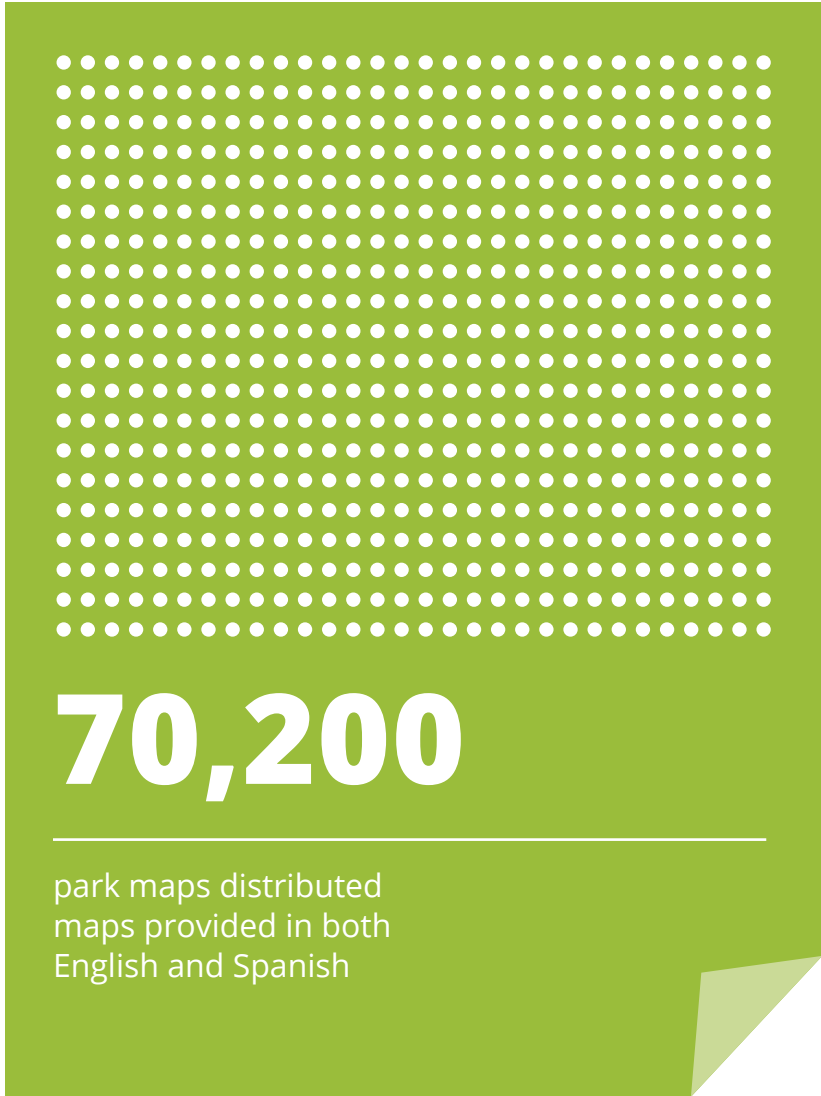 70,200
park maps distributed
maps provided in both
English and Spanish